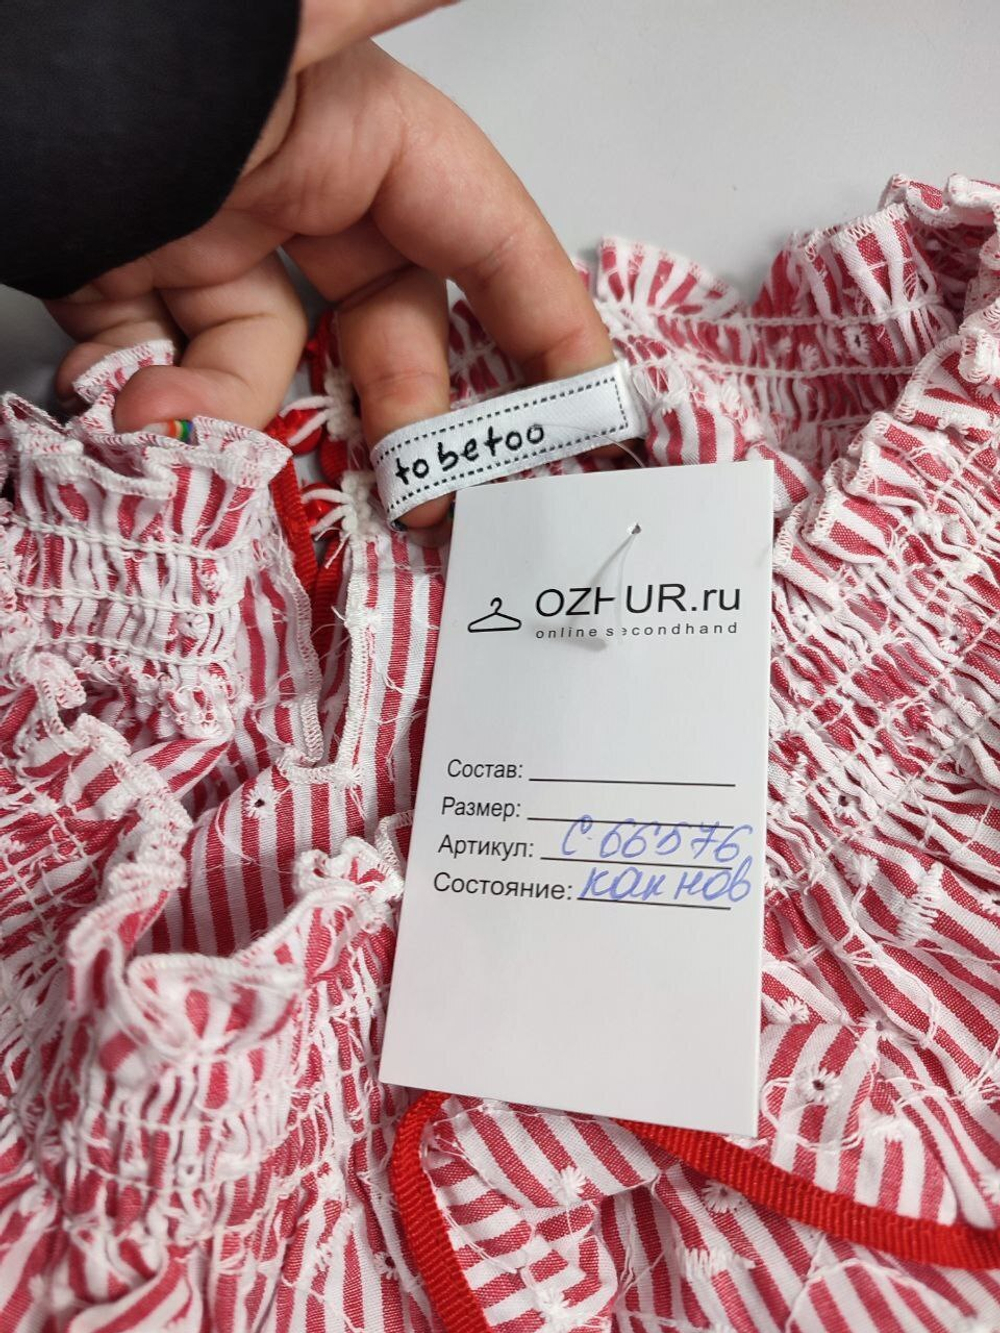 to be too
OZHUR.ru
online secondhand
Состав:
Размер:
Артикул: С 66576
Состояние: как нов